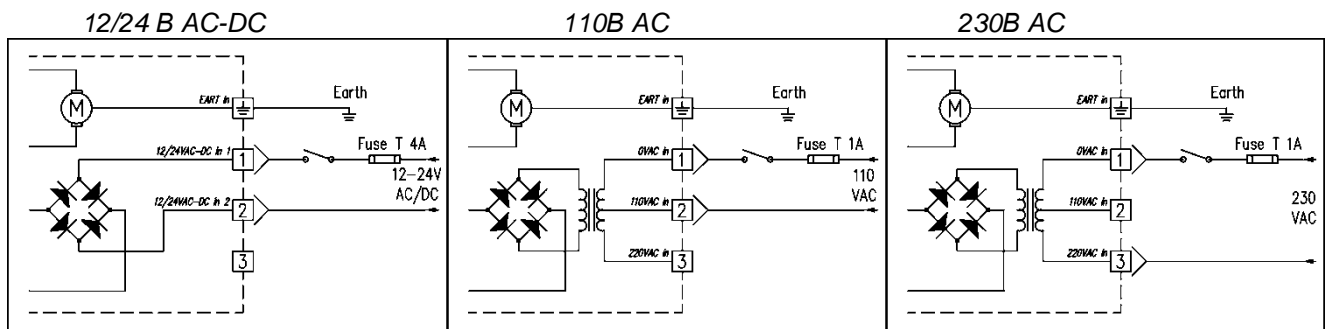 12/24 В AC-DC
110В AC
230В AC
M
EART in
Earth
12/24VAC-DC in 1
1
Fuse T 4A
12-24V
AC/DC
12/24VAC-DC in 2
2
3
M
EART in
Earth
0VAC in
1
Fuse T 1A
110
VAC
110VAC in
2
220VAC in
3
M
EART in
Earth
0VAC in
1
Fuse T 1A
110VAC in
2
230
VAC
220VAC in
3